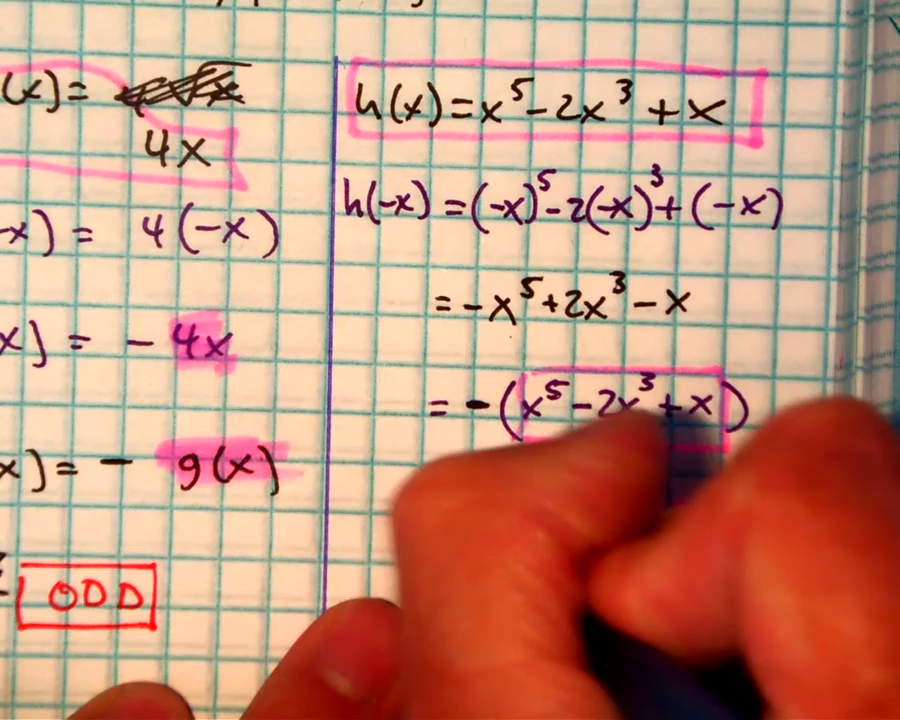 (x) =
4x
-x) = 4(-x)
x) = - 4x
x) = - g(x)
ODD
h(x) = x⁵ - 2x³ + x
h(-x) = (-x)⁵ - 2(-x)³ + (-x)
= -x⁵ + 2x³ - x
= -(x⁵ - 2x³ + x)